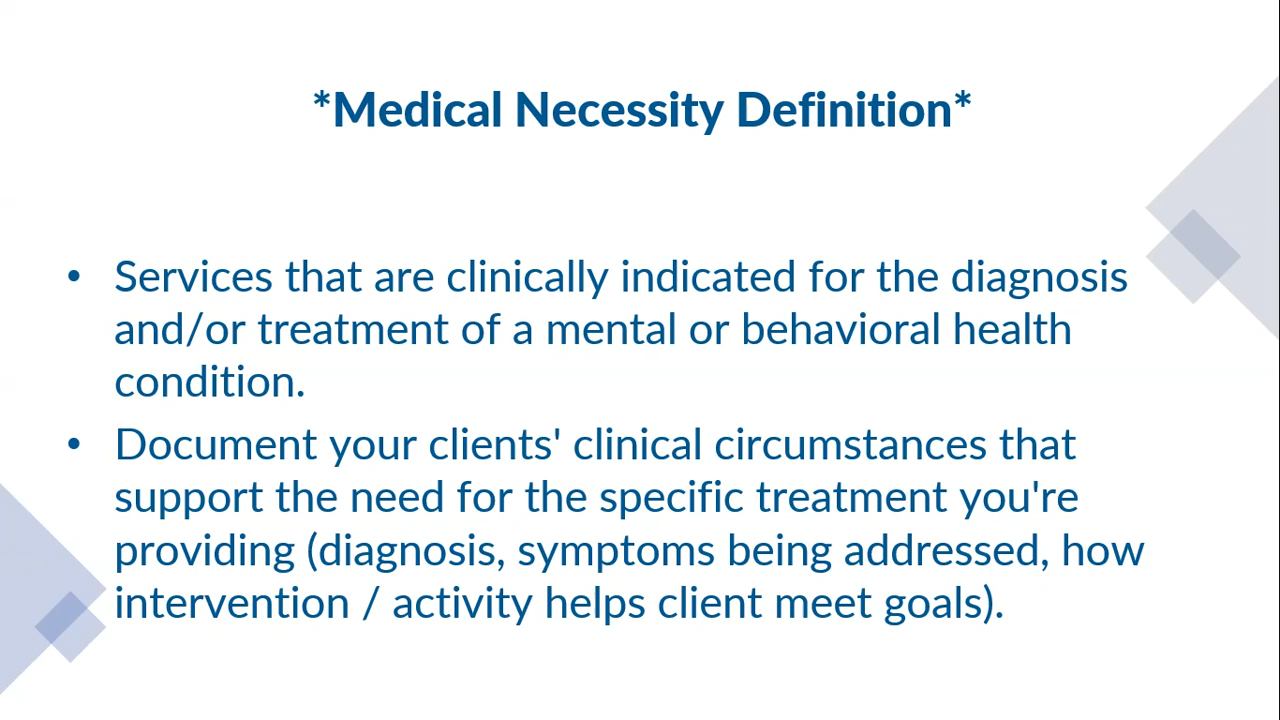 *Medical Necessity Definition*
• Services that are clinically indicated for the diagnosis
and/or treatment of a mental or behavioral health
condition.
• Document your clients' clinical circumstances that
support the need for the specific treatment you're
providing (diagnosis, symptoms being addressed, how
intervention / activity helps client meet goals).